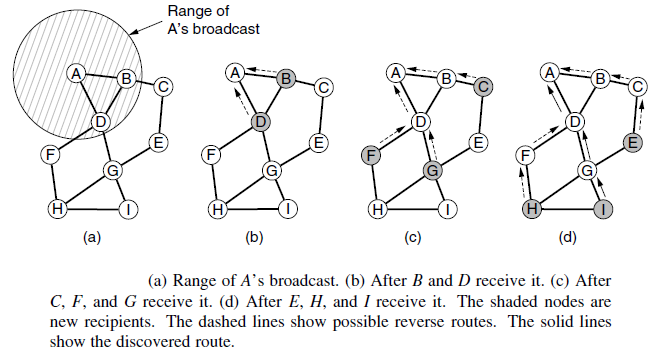 Range of
A's broadcast
A
B
C
D
E
F
G
H
I
(a)
A
B
C
D
E
F
G
H
I
(b)
A
B
C
D
E
F
G
H
I
(c)
A
B
C
D
E
F
G
H
I
(d)
(a) Range of A's broadcast. (b) After B and D receive it. (c) After
C, F, and G receive it. (d) After E, H, and I receive it. The shaded nodes are
new recipients. The dashed lines show possible reverse routes. The solid lines
show the discovered route.